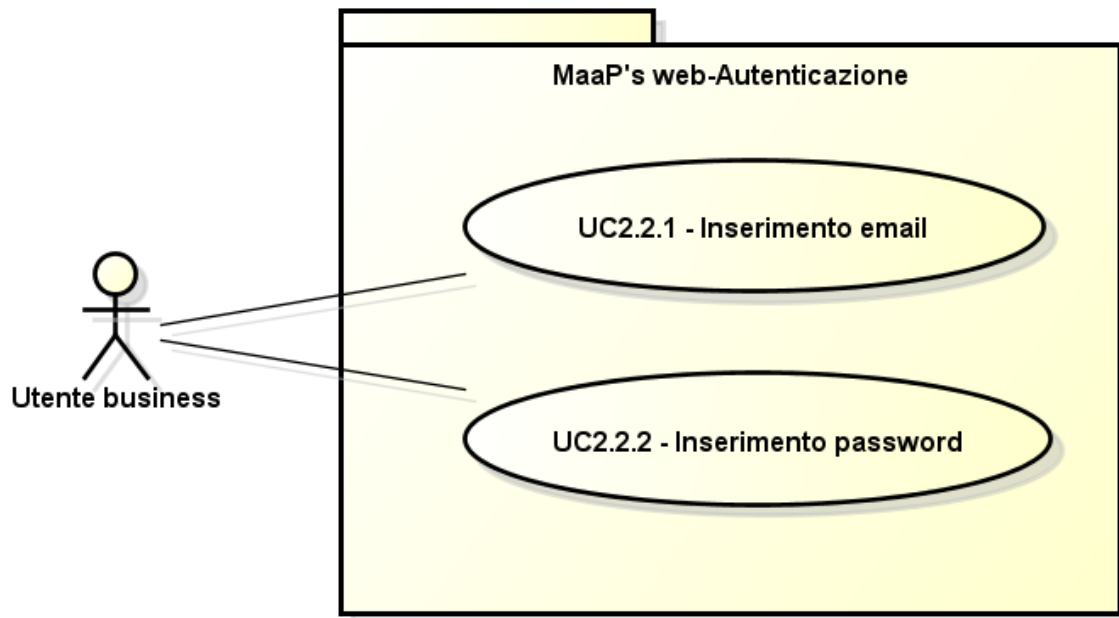 MaaP's web-Autenticazione
UC2.2.1 - Inserimento email
Utente business
UC2.2.2 - Inserimento password